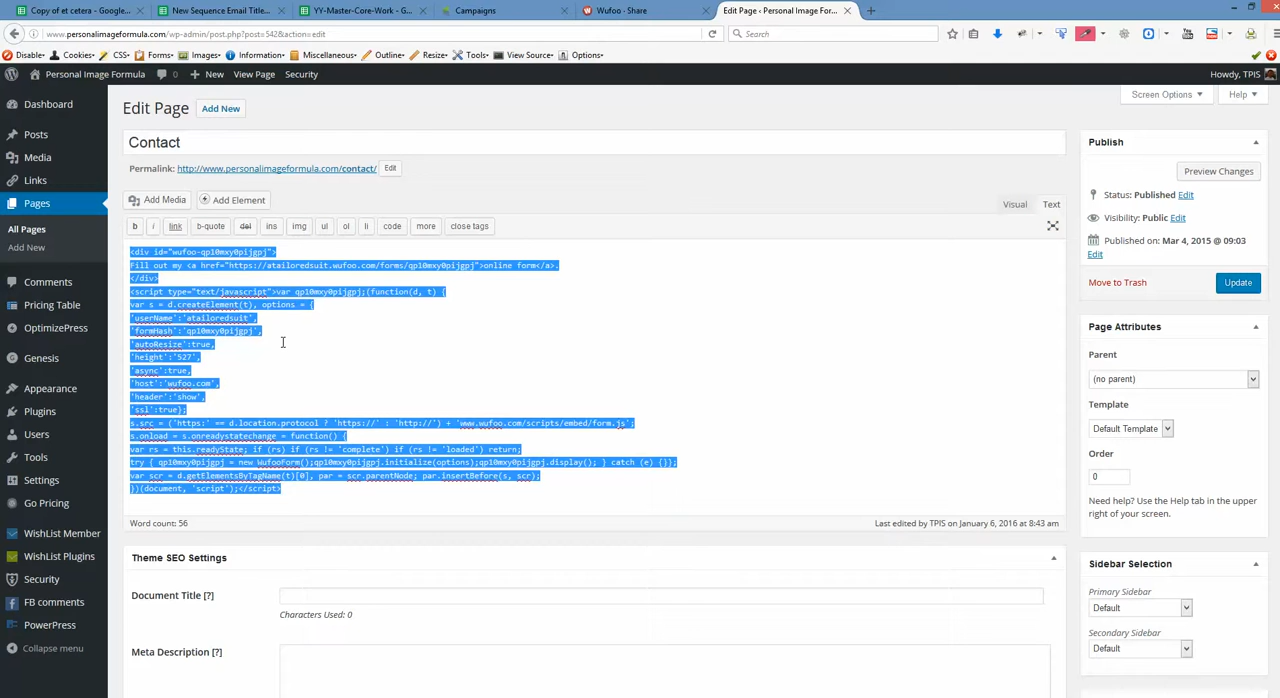 Copy of et cetera - Google... × New Sequence Email Title... × YY-Master-Core-Work - G... × Campaigns × Wufoo · Share × Edit Page ‹ Personal Image For... × +
www.personalimageformula.com/wp-admin/post.php?post=542&action=edit Search
Disable▾ Cookies▾ CSS▾ Forms▾ Images▾ Information▾ Miscellaneous▾ Outline▾ Resize▾ Tools▾ View Source▾ Options▾
Personal Image Formula 0 + New View Page Security Howdy, TPIS
Screen Options ▼ Help ▼
Dashboard
Posts
Media
Links
Pages
All Pages
Add New
Comments
Pricing Table
OptimizePress
Genesis
Appearance
Plugins
Users
Tools
Settings
Go Pricing
WishList Member
WishList Plugins
Security
FB comments
PowerPress
Collapse menu
Edit Page Add New
Contact
Permalink: http://www.personalimageformula.com/contact/ Edit
Add Media Add Element Visual Text
b i link b-quote del ins img ul ol li code more close tags
<div id="wufoo-qp10mxy0pijgpj">
Fill out my <a href="https://atailoredsuit.wufoo.com/forms/qp10mxy0pijgpj">online form</a>.
</div>
<script type="text/javascript">var qp10mxy0pijgpj;(function(d, t) {
var s = d.createElement(t), options = {
'userName':'atailoredsuit',
'formHash':'qp10mxy0pijgpj',
'autoResize':true,
'height':'527',
'async':true,
'host':'wufoo.com',
'header':'show',
'ssl':true};
s.src = ('https:' == d.location.protocol ? 'https://' : 'http://') + 'www.wufoo.com/scripts/embed/form.js';
s.onload = s.onreadystatechange = function() {
var rs = this.readyState; if (rs) if (rs != 'complete') if (rs != 'loaded') return;
try { qp10mxy0pijgpj = new WufooForm();qp10mxy0pijgpj.initialize(options);qp10mxy0pijgpj.display(); } catch (e) {}};
var scr = d.getElementsByTagName(t)[0], par = scr.parentNode; par.insertBefore(s, scr);
})(document, 'script');</script>
Word count: 56 Last edited by TPIS on January 6, 2016 at 8:43 am
Theme SEO Settings
Document Title [?]
Characters Used: 0
Meta Description [?]
Publish
Preview Changes
Status: Published Edit
Visibility: Public Edit
Published on: Mar 4, 2015 @ 09:03
Edit
Move to Trash Update
Page Attributes
Parent
(no parent)
Template
Default Template
Order
0
Need help? Use the Help tab in the upper
right of your screen.
Sidebar Selection
Primary Sidebar
Default
Secondary Sidebar
Default